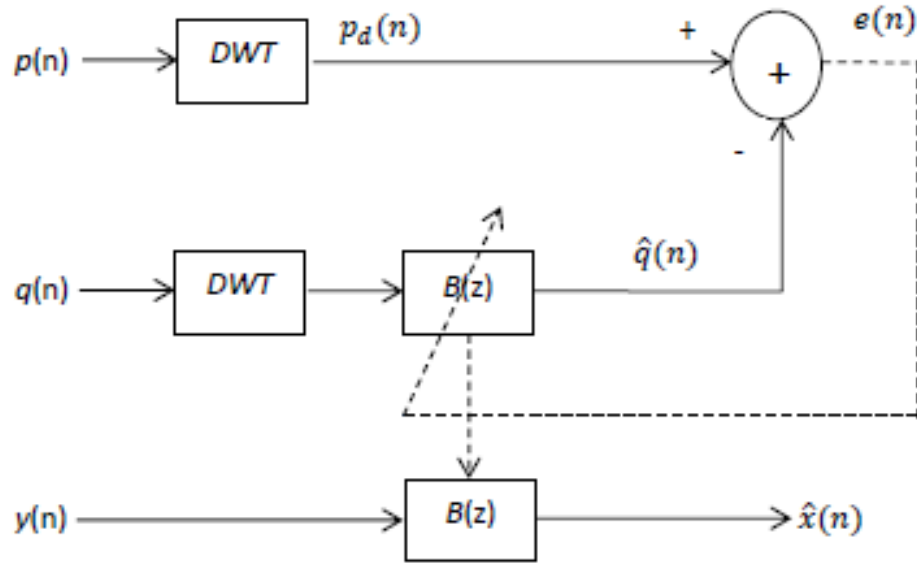 p(n) DWT p_d(n) + + e(n)
-
q(n) DWT B(z) q̂(n)
y(n) B(z) x̂(n)